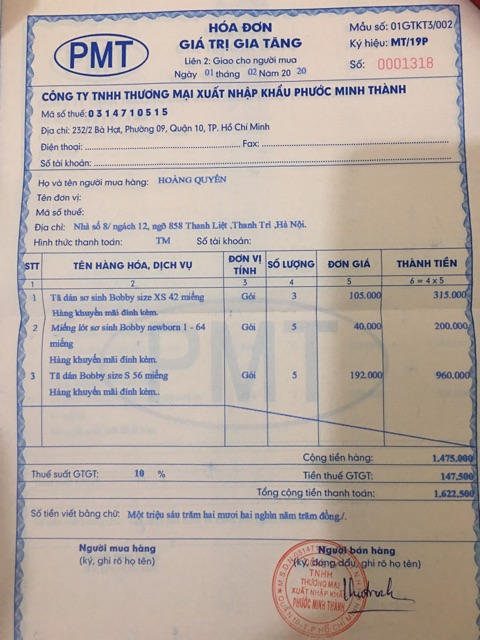 PMT
HÓA ĐƠN
GIÁ TRỊ GIA TĂNG
Liên 2: Giao cho người mua
Ngày 01 tháng 02 Năm 20 20
Mẫu số: 01GTKT3/002
Ký hiệu: MT/19P
Số: 0001318
CÔNG TY TNHH THƯƠNG MẠI XUẤT NHẬP KHẨU PHƯỚC MINH THÀNH
Mã số thuế: 0314710515
Địa chỉ: 232/2 Bà Hạt, Phường 09, Quận 10, TP. Hồ Chí Minh
Điện thoại: Fax:
Số tài khoản:
Họ và tên người mua hàng: HOÀNG QUYÊN
Tên đơn vị:
Mã số thuế:
Địa chỉ: Nhà số 8/ ngách 12, ngõ 858 Thanh Liệt ,Thanh Trì ,Hà Nội.
Hình thức thanh toán: TM Số tài khoản:
STT TÊN HÀNG HÓA, DỊCH VỤ ĐƠN VỊ TÍNH SỐ LƯỢNG ĐƠN GIÁ THÀNH TIỀN
1 2 3 4 5 6 = 4 x 5
1 Tã dán sơ sinh Bobby size XS 42 miếng Gói 3 105.000 315.000
Hàng khuyến mãi đính kèm.
2 Miếng lót sơ sinh Bobby newborn 1 - 64 Gói 5 40.000 200.000
miếng
Hàng khuyến mãi đính kèm.
3 Tã dán Bobby size S 56 miếng Gói 5 192.000 960.000
Hàng khuyến mãi đính kèm..
PMT
Cộng tiền hàng: 1.475.000
Thuế suất GTGT: 10 % Tiền thuế GTGT: 147.500
Tổng cộng tiền thanh toán: 1.622.500
Số tiền viết bằng chữ: Một triệu sáu trăm hai mươi hai nghìn năm trăm đồng./.
Người mua hàng Người bán hàng
(ký, ghi rõ họ tên) (ký, đóng dấu, ghi rõ họ tên)
TNHH
THƯƠNG MẠI
XUẤT NHẬP KHẨU
PHƯỚC MINH THÀNH